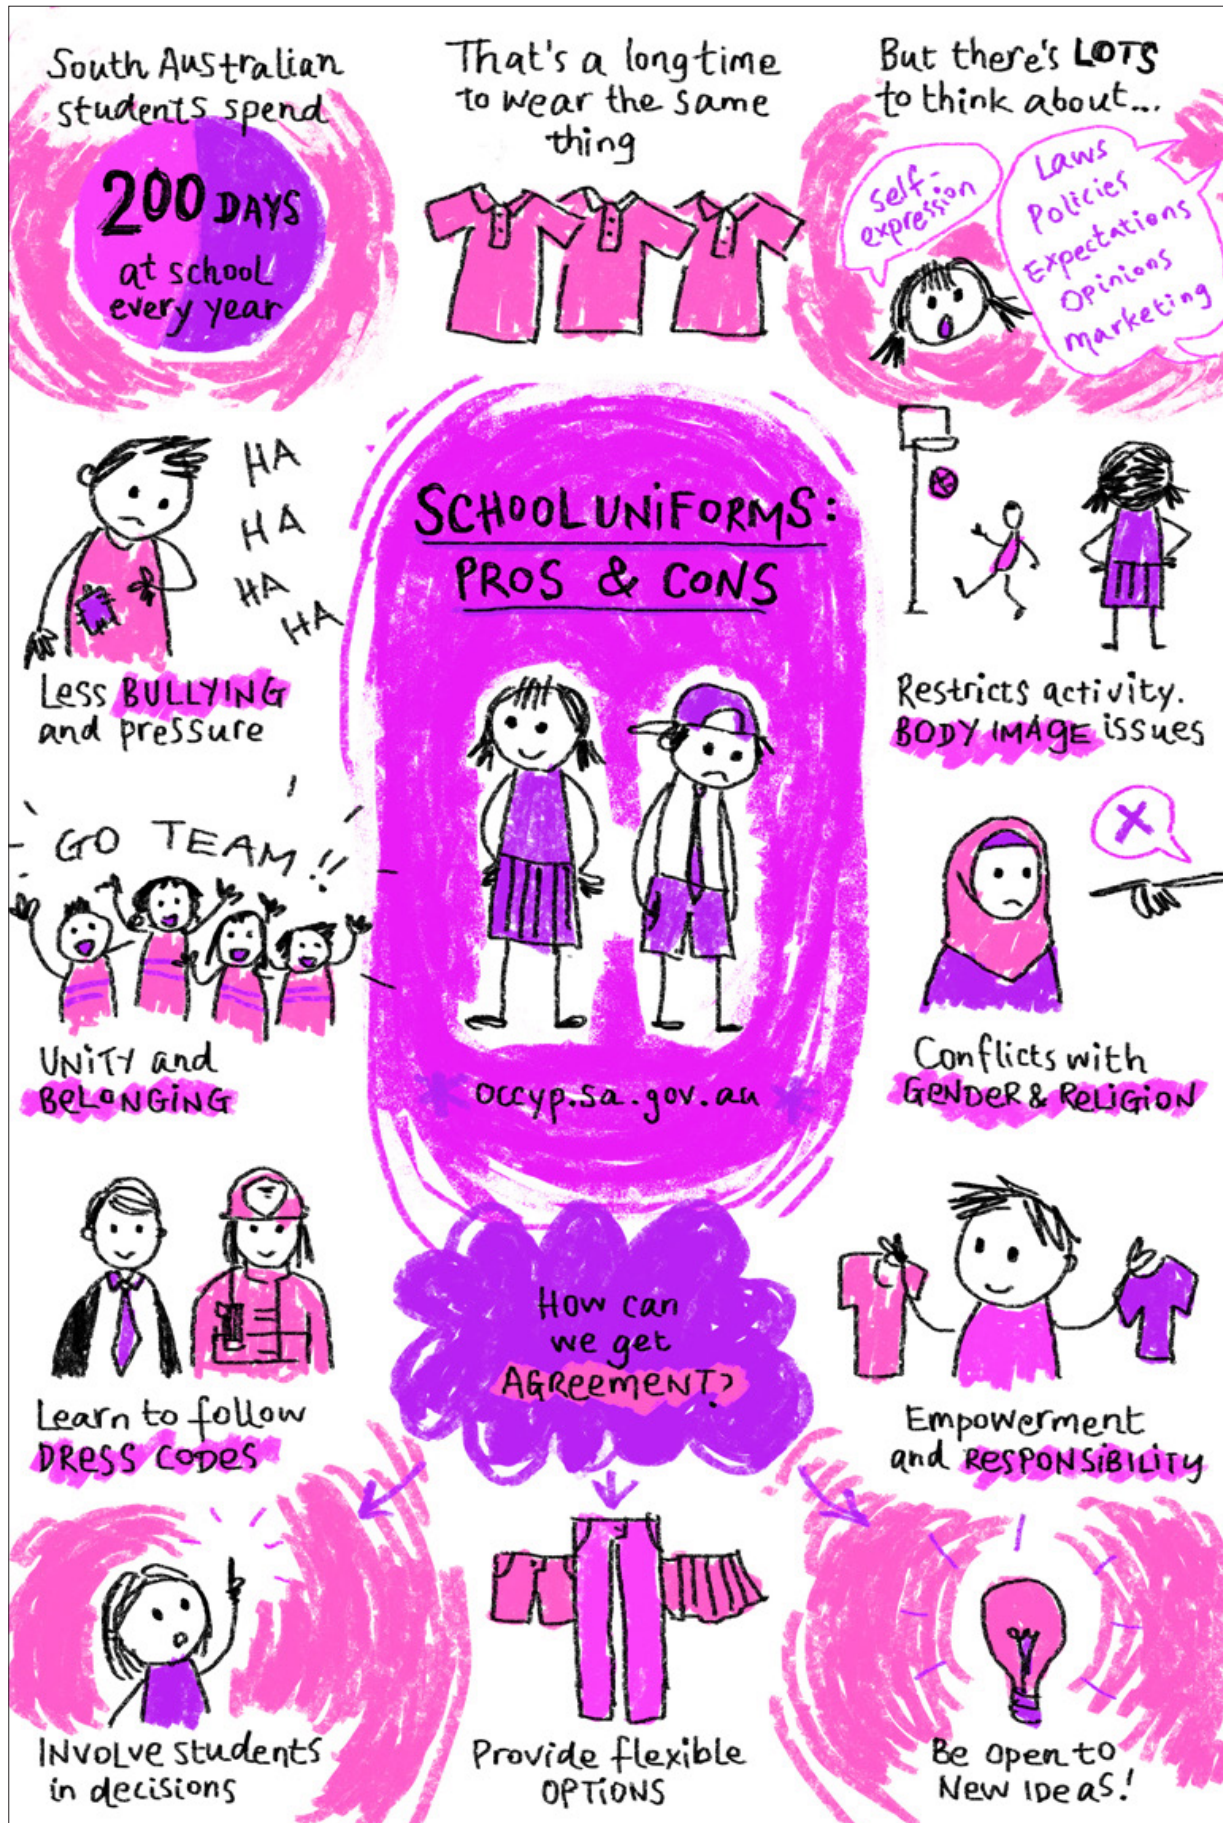 South Australian
students spend
200 DAYS
at school
every year
That's a long time
to wear the same
thing
But there's LOTS
to think about...
self-
expression
Laws
Policies
Expectations
Opinions
marketing
SCHOOL UNIFORMS:
PROS & CONS
HA
HA
HA
HA
Less BULLYING
and pressure
Restricts activity.
BODY IMAGE issues
GO TEAM!!
UNITY and
BELONGING
X
Conflicts with
GENDER & RELIGION
occyp.sa.gov.au
Learn to follow
DRESS CODES
How can
we get
AGREEMENT?
Empowerment
and RESPONSIBILITY
INVOLVE students
in decisions
Provide flexible
OPTIONS
Be open to
New IDeas!